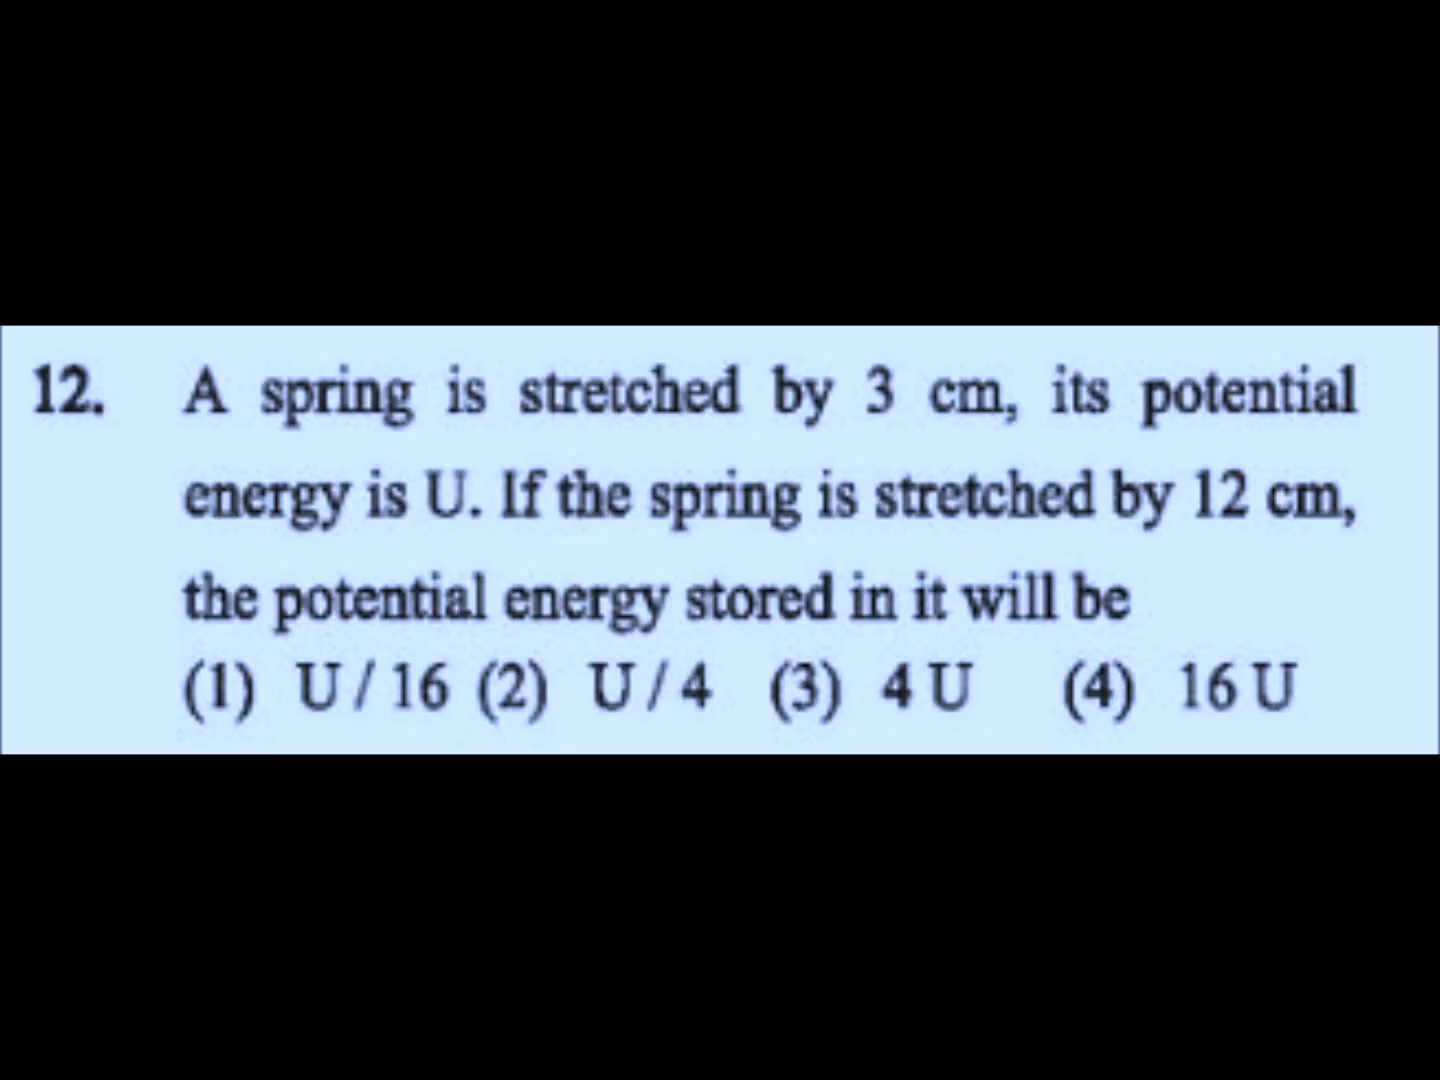 12. A spring is stretched by 3 cm, its potential
energy is U. If the spring is stretched by 12 cm,
the potential energy stored in it will be
(1) U / 16 (2) U / 4 (3) 4 U (4) 16 U